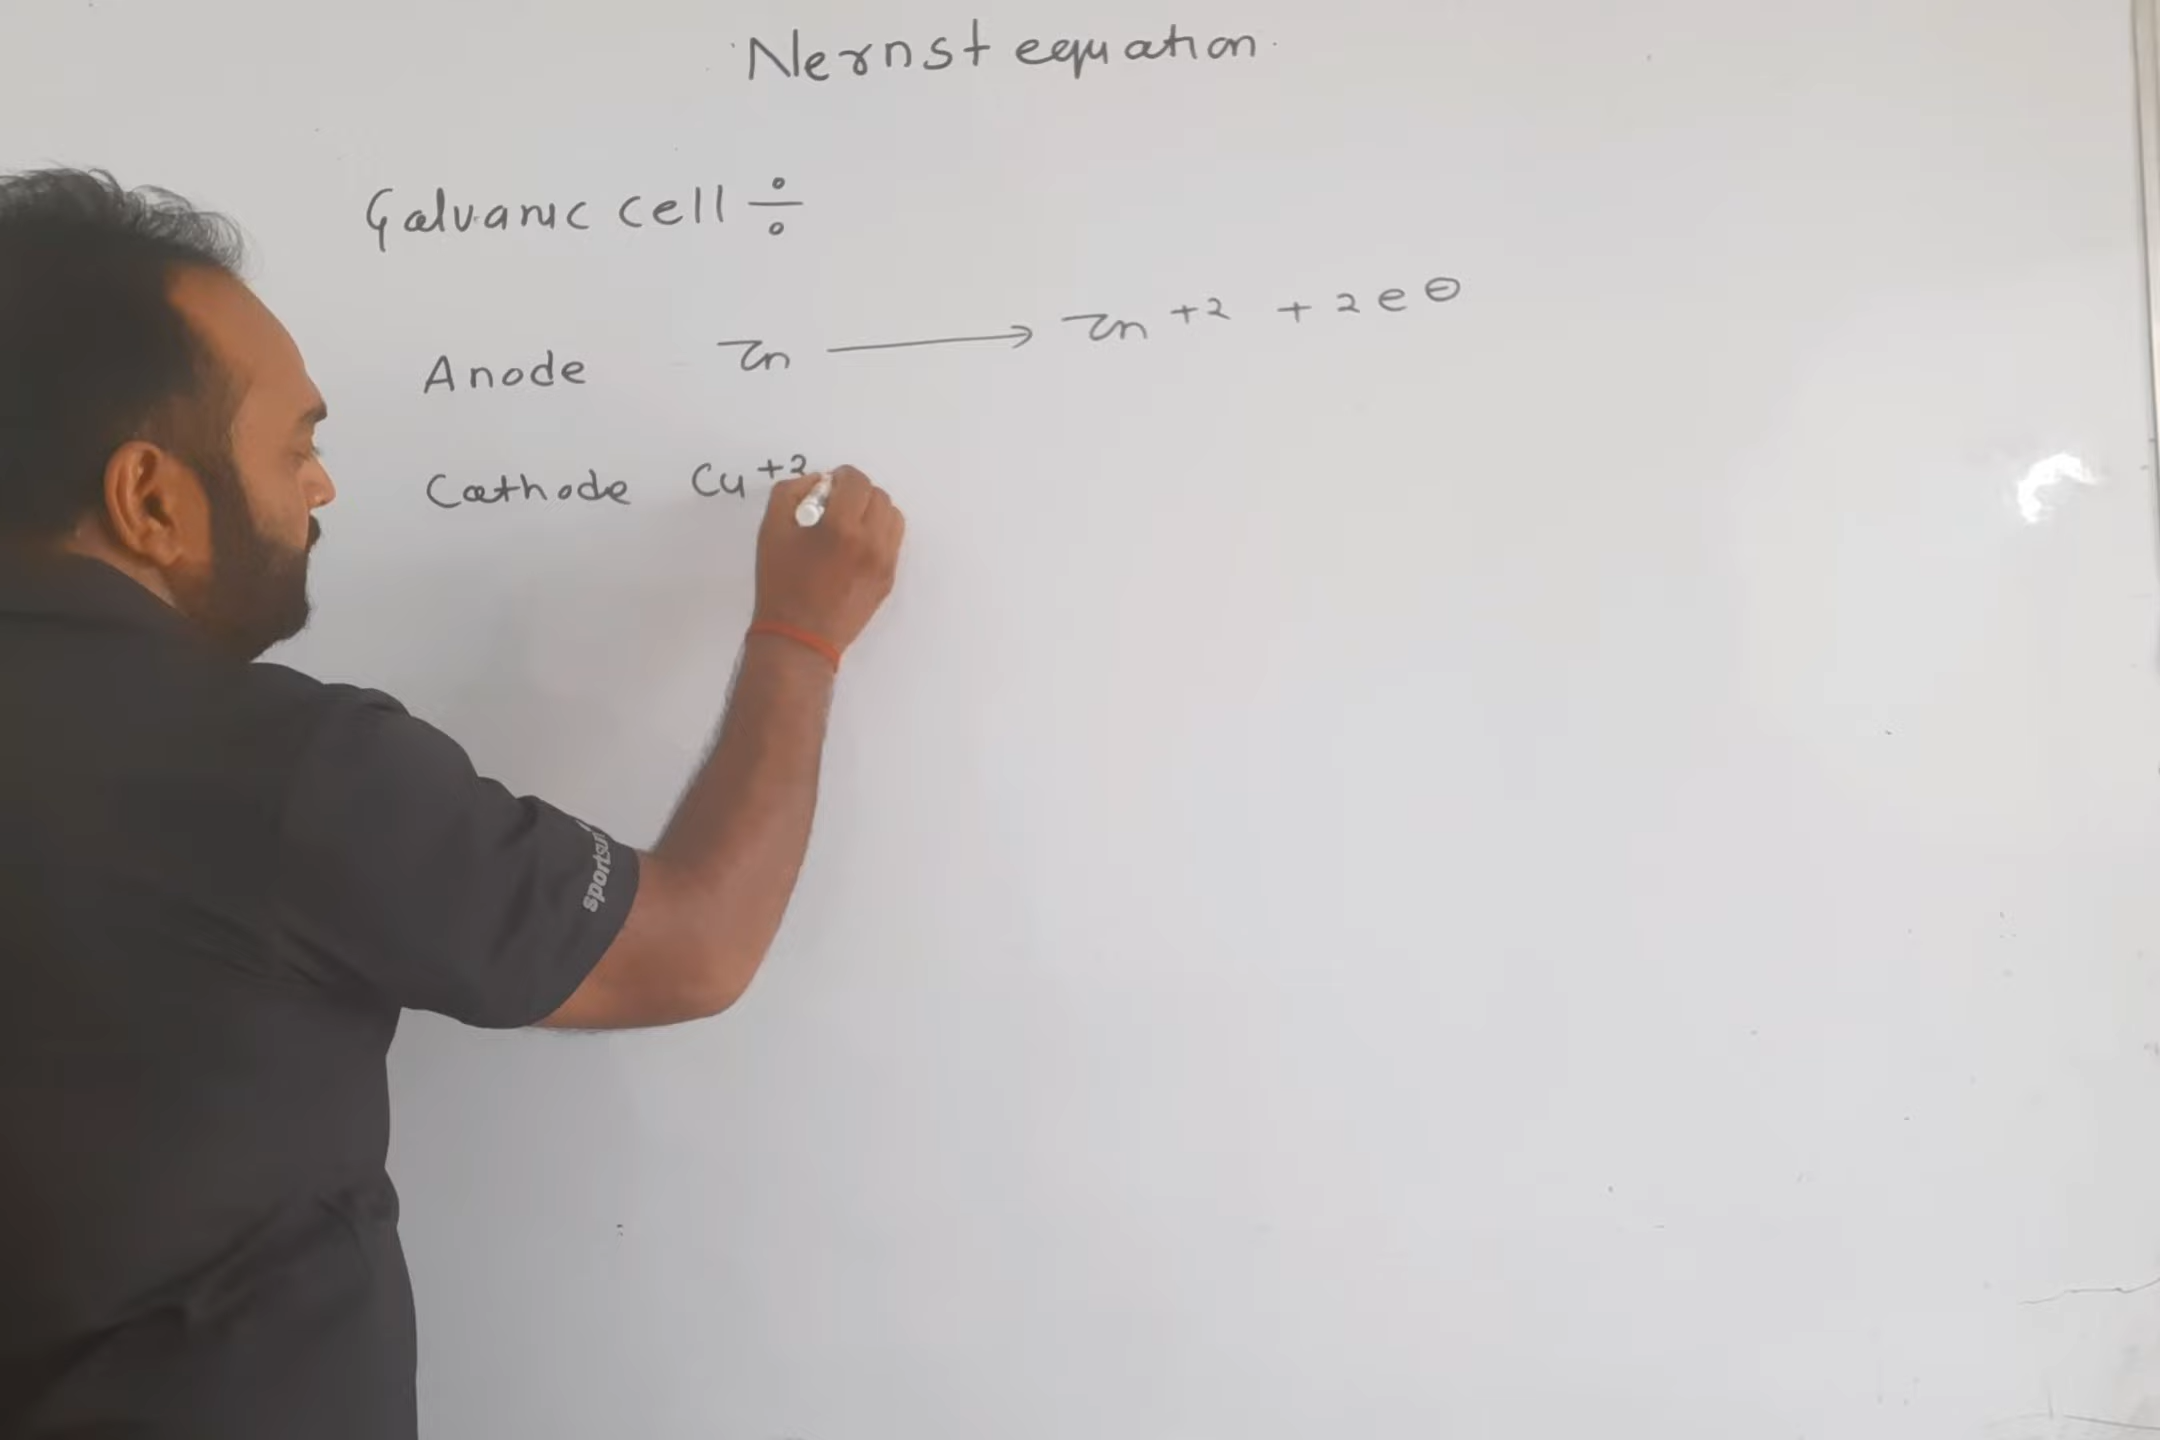 Nernst equation
Galvanic cell ÷
Anode Zn ⟶ Zn +2 + 2e⊖
Cathode Cu +2